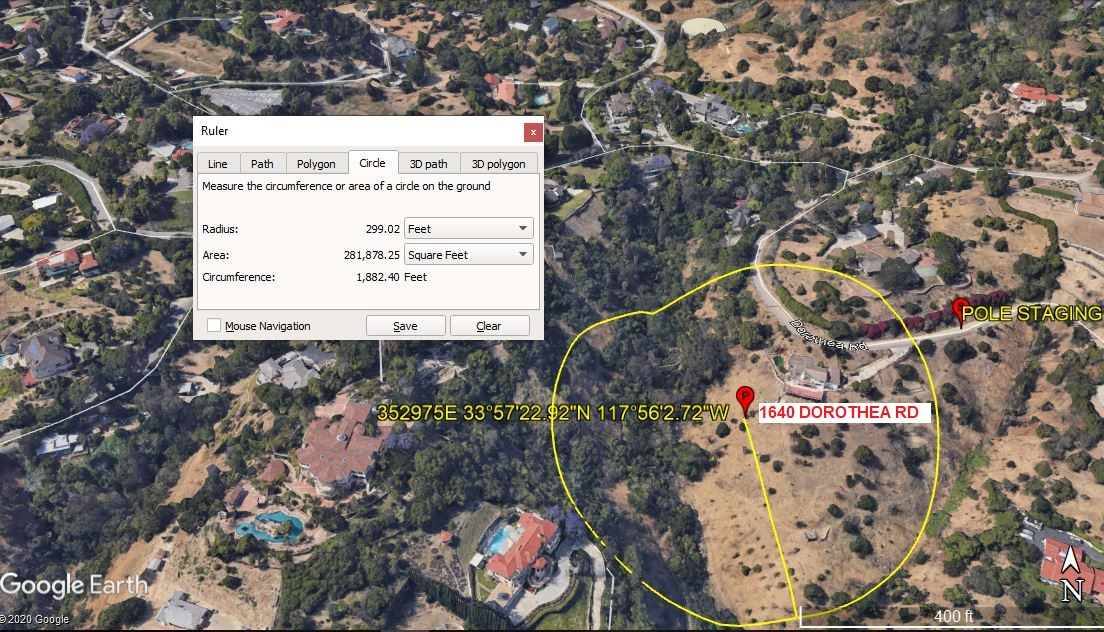 Ruler
x
Line Path Polygon Circle 3D path 3D polygon
Measure the circumference or area of a circle on the ground
Radius: 299.02 Feet
Area: 281,878.25 Square Feet
Circumference: 1,882.40 Feet
Mouse Navigation Save Clear
POLE STAGING
Dorothea Rd
P
352975E 33°57'22.92"N 117°56'2.72"W
1640 DOROTHEA RD
Google Earth
N
© 2020 Google
400 ft